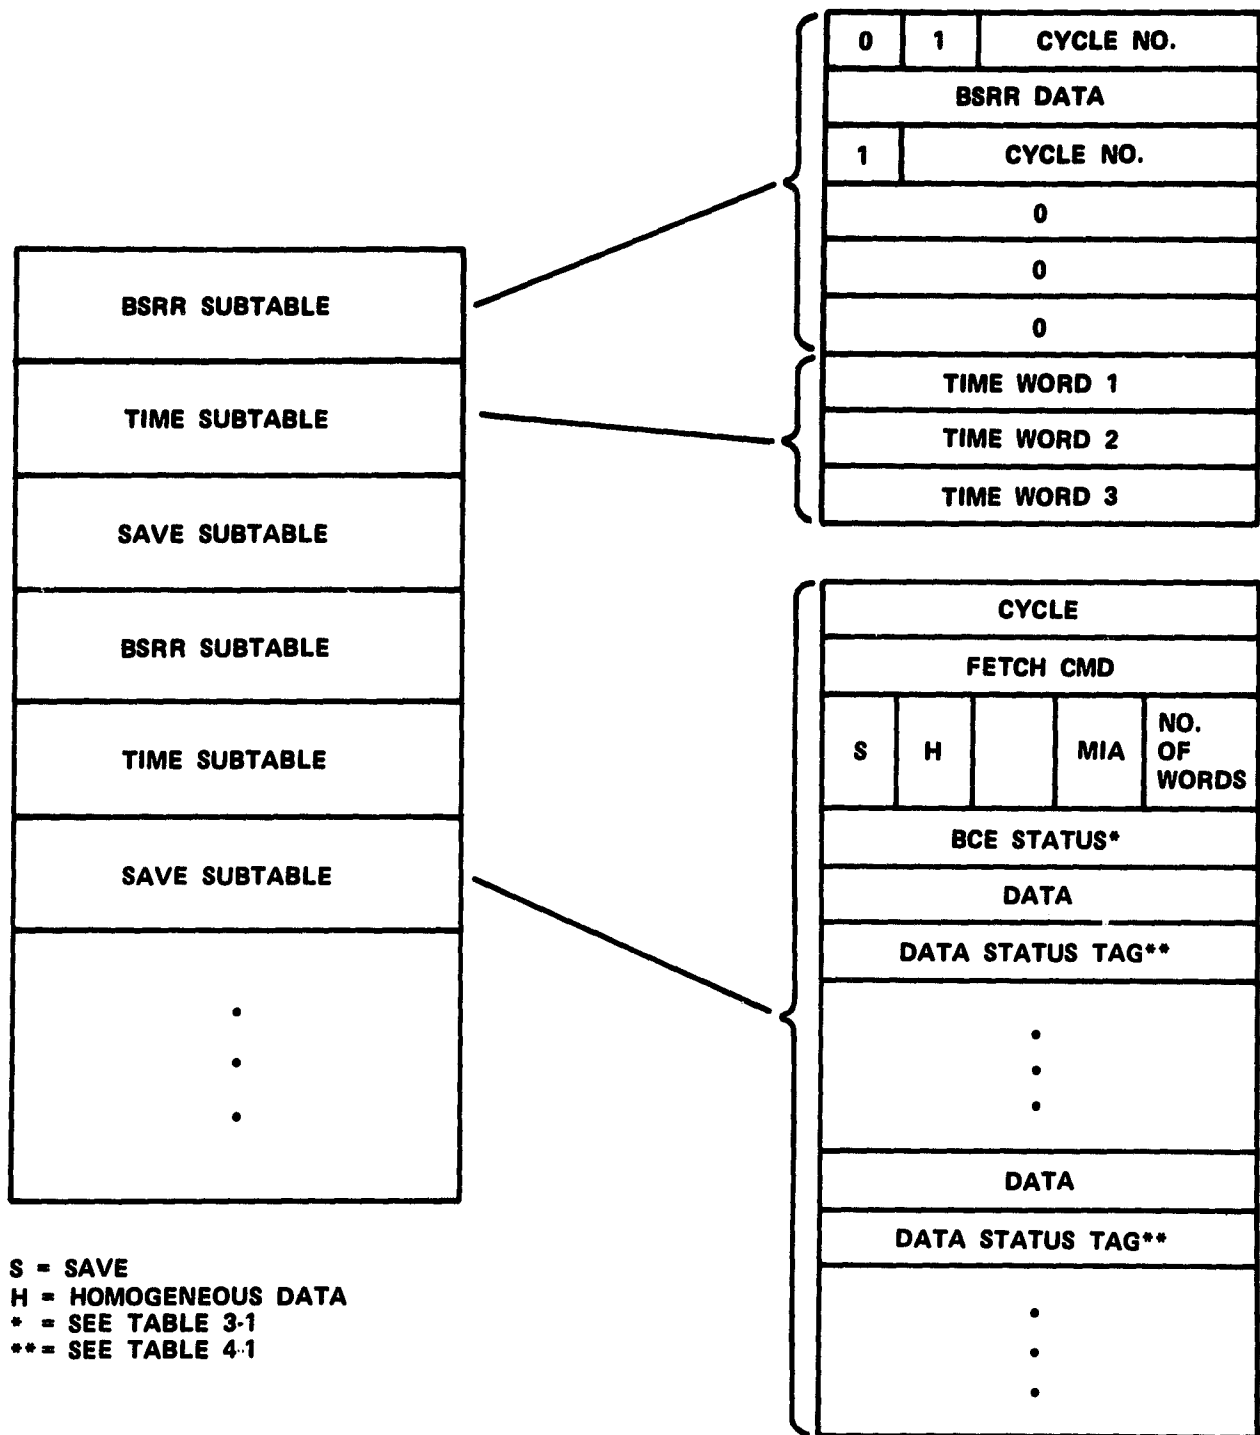 BSRR SUBTABLE
TIME SUBTABLE
SAVE SUBTABLE
BSRR SUBTABLE
TIME SUBTABLE
SAVE SUBTABLE
0 1 CYCLE NO.
BSRR DATA
1 CYCLE NO.
0
0
0
TIME WORD 1
TIME WORD 2
TIME WORD 3
CYCLE
FETCH CMD
S H MIA NO.
OF
WORDS
BCE STATUS*
DATA
DATA STATUS TAG**
DATA
DATA STATUS TAG**
S = SAVE
H = HOMOGENEOUS DATA
* = SEE TABLE 3-1
**= SEE TABLE 4-1